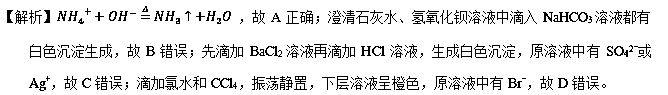 【解析】NH₄⁺+OH⁻≜NH₃↑+H₂O ，故 A 正确；澄清石灰水、氢氧化钡溶液中滴入 NaHCO₃ 溶液都有
白色沉淀生成，故 B 错误；先滴加 BaCl₂ 溶液再滴加 HCl 溶液，生成白色沉淀，原溶液中有 SO₄²⁻或
Ag⁺，故 C 错误；滴加氯水和 CCl₄，振荡静置，下层溶液呈橙色，原溶液中有 Br⁻，故 D 错误。